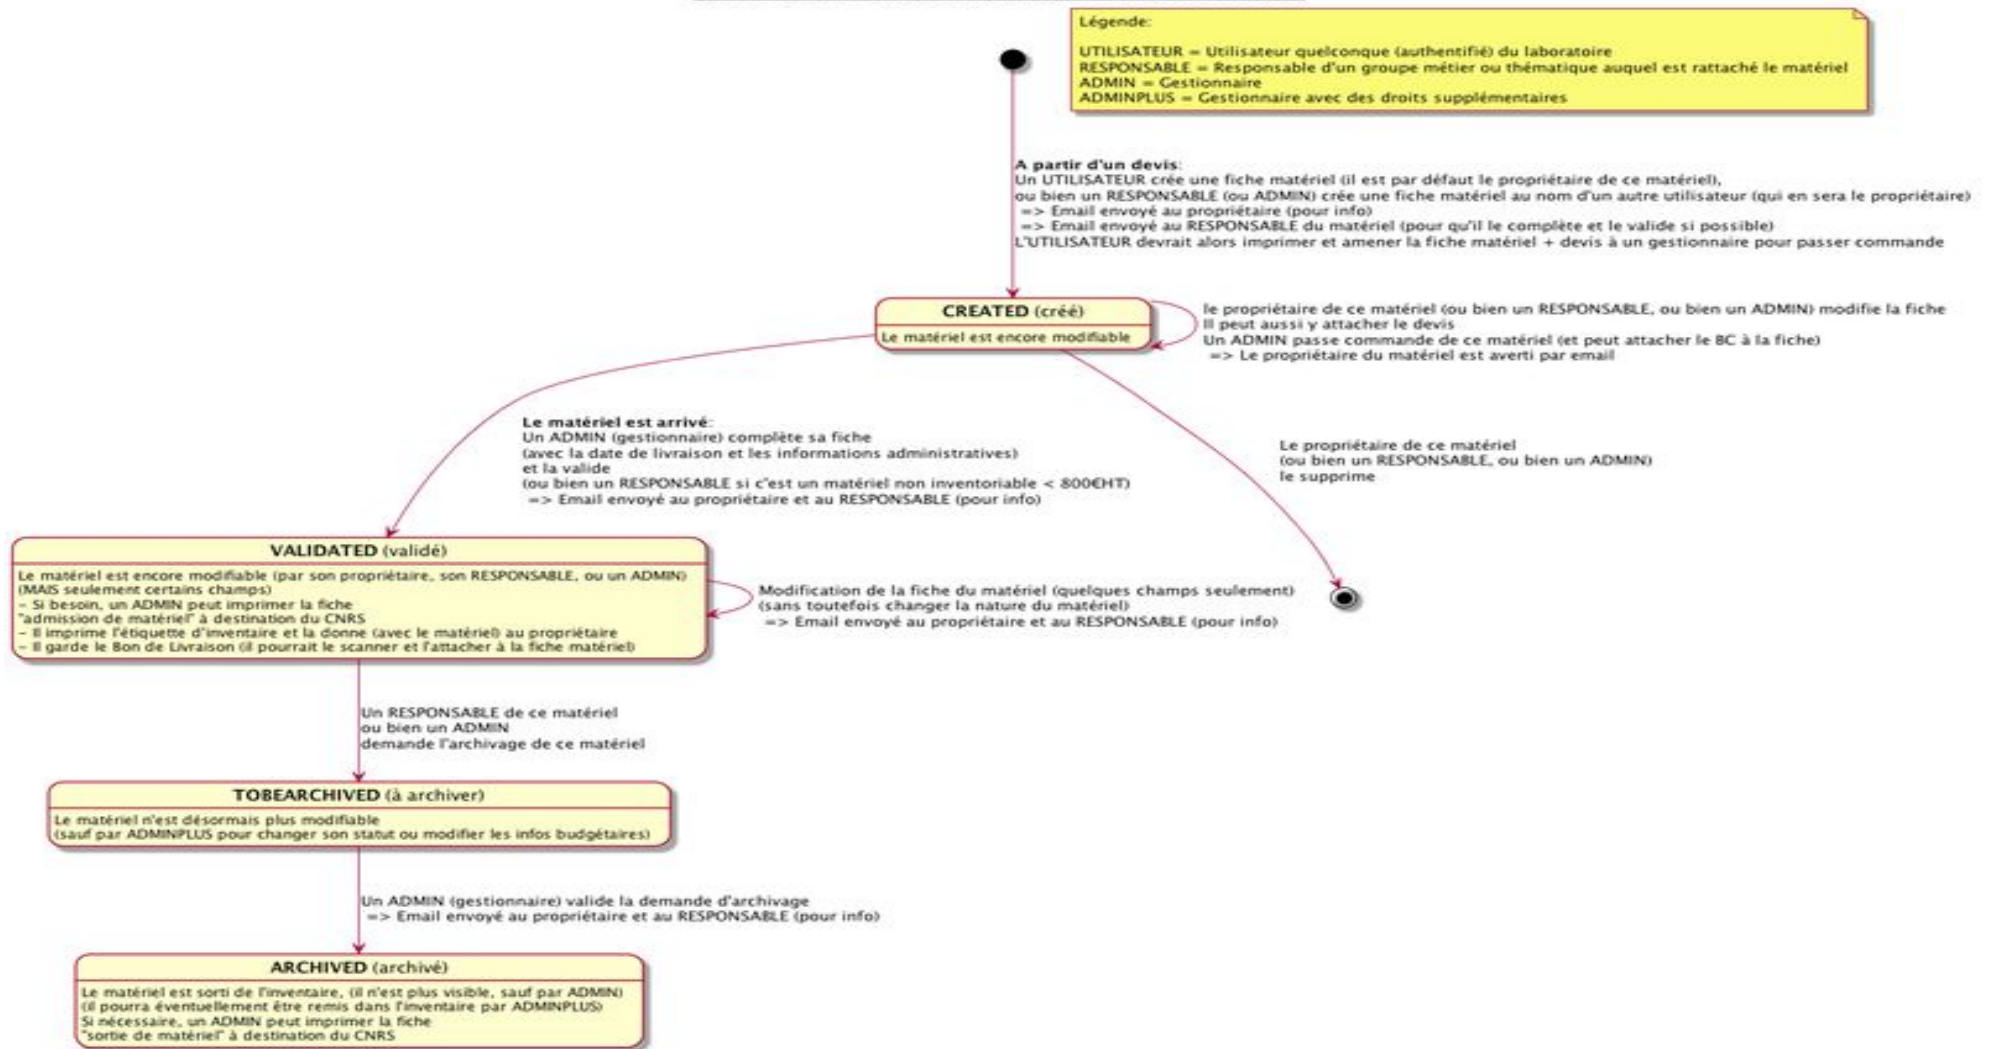 Légende:
UTILISATEUR = Utilisateur quelconque (authentifié) du laboratoire
RESPONSABLE = Responsable d'un groupe métier ou thématique auquel est rattaché le matériel
ADMIN = Gestionnaire
ADMINPLUS = Gestionnaire avec des droits supplémentaires
A partir d'un devis:
Un UTILISATEUR crée une fiche matériel (il est par défaut le propriétaire de ce matériel),
ou bien un RESPONSABLE (ou ADMIN) crée une fiche matériel au nom d'un autre utilisateur (qui en sera le propriétaire)
=> Email envoyé au propriétaire (pour info)
=> Email envoyé au RESPONSABLE du matériel (pour qu'il le complète et le valide si possible)
L'UTILISATEUR devrait alors imprimer et amener la fiche matériel + devis à un gestionnaire pour passer commande
CREATED (créé)
Le matériel est encore modifiable
le propriétaire de ce matériel (ou bien un RESPONSABLE, ou bien un ADMIN) modifie la fiche
Il peut aussi y attacher le devis
Un ADMIN passe commande de ce matériel (et peut attacher le BC à la fiche)
=> Le propriétaire du matériel est averti par email
Le matériel est arrivé:
Un ADMIN (gestionnaire) complète sa fiche
(avec la date de livraison et les informations administratives)
et la valide
(ou bien un RESPONSABLE si c'est un matériel non inventoriable < 800€HT)
=> Email envoyé au propriétaire et au RESPONSABLE (pour info)
Le propriétaire de ce matériel
(ou bien un RESPONSABLE, ou bien un ADMIN)
le supprime
VALIDATED (validé)
Le matériel est encore modifiable (par son propriétaire, son RESPONSABLE, ou un ADMIN)
(MAIS seulement certains champs)
- Si besoin, un ADMIN peut imprimer la fiche
"admission de matériel" à destination du CNRS
- Il imprime l'étiquette d'inventaire et la donne (avec le matériel) au propriétaire
- Il garde le Bon de Livraison (il pourrait le scanner et l'attacher à la fiche matériel)
Modification de la fiche du matériel (quelques champs seulement)
(sans toutefois changer la nature du matériel)
=> Email envoyé au propriétaire et au RESPONSABLE (pour info)
Un RESPONSABLE de ce matériel
ou bien un ADMIN
demande l'archivage de ce matériel
TOBEARCHIVED (à archiver)
Le matériel n'est désormais plus modifiable
(sauf par ADMINPLUS pour changer son statut ou modifier les infos budgétaires)
Un ADMIN (gestionnaire) valide la demande d'archivage
=> Email envoyé au propriétaire et au RESPONSABLE (pour info)
ARCHIVED (archivé)
Le matériel est sorti de l'inventaire, (il n'est plus visible, sauf par ADMIN)
(il pourra éventuellement être remis dans l'inventaire par ADMINPLUS)
Si nécessaire, un ADMIN peut imprimer la fiche
"sortie de matériel" à destination du CNRS